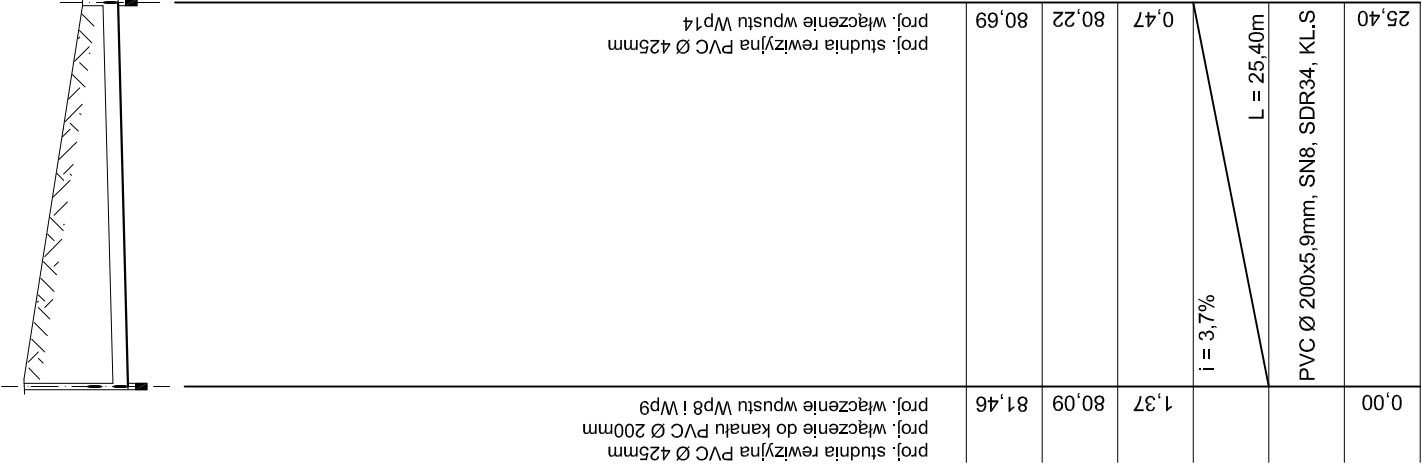 proj. studnia rewizyjna PVC Ø 425mm
proj. włączenie do kanału PVC Ø 200mm
proj. włączenie wpustu Wp8 i Wp9
81,46
80,09
1,37
0,00
i = 3,7%
L = 25,40m
PVC Ø 200x5,9mm, SN8, SDR34, KL.S
proj. studnia rewizyjna PVC Ø 425mm
proj. włączenie wpustu Wp14
80,69
80,22
0,47
25,40